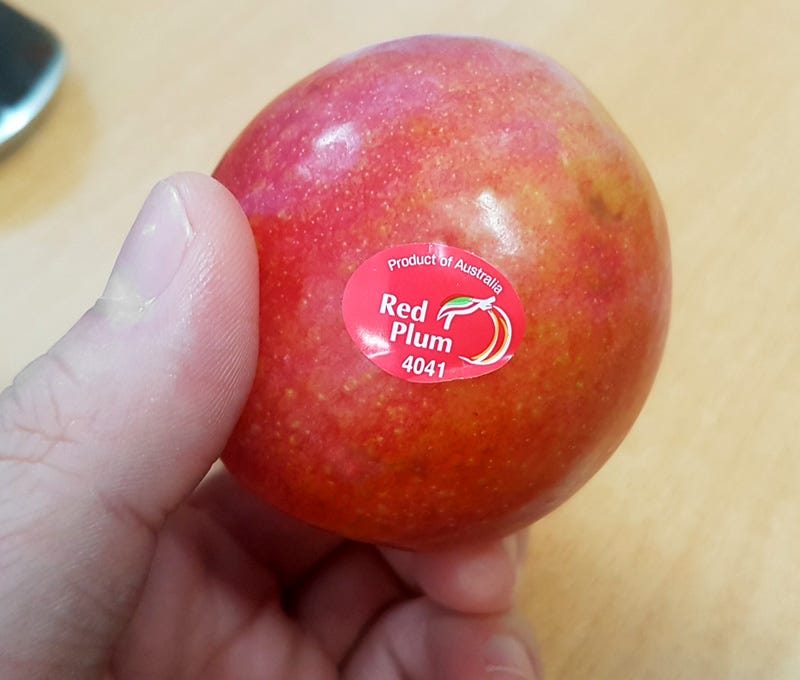 Product of Australia
Red
Plum
4041